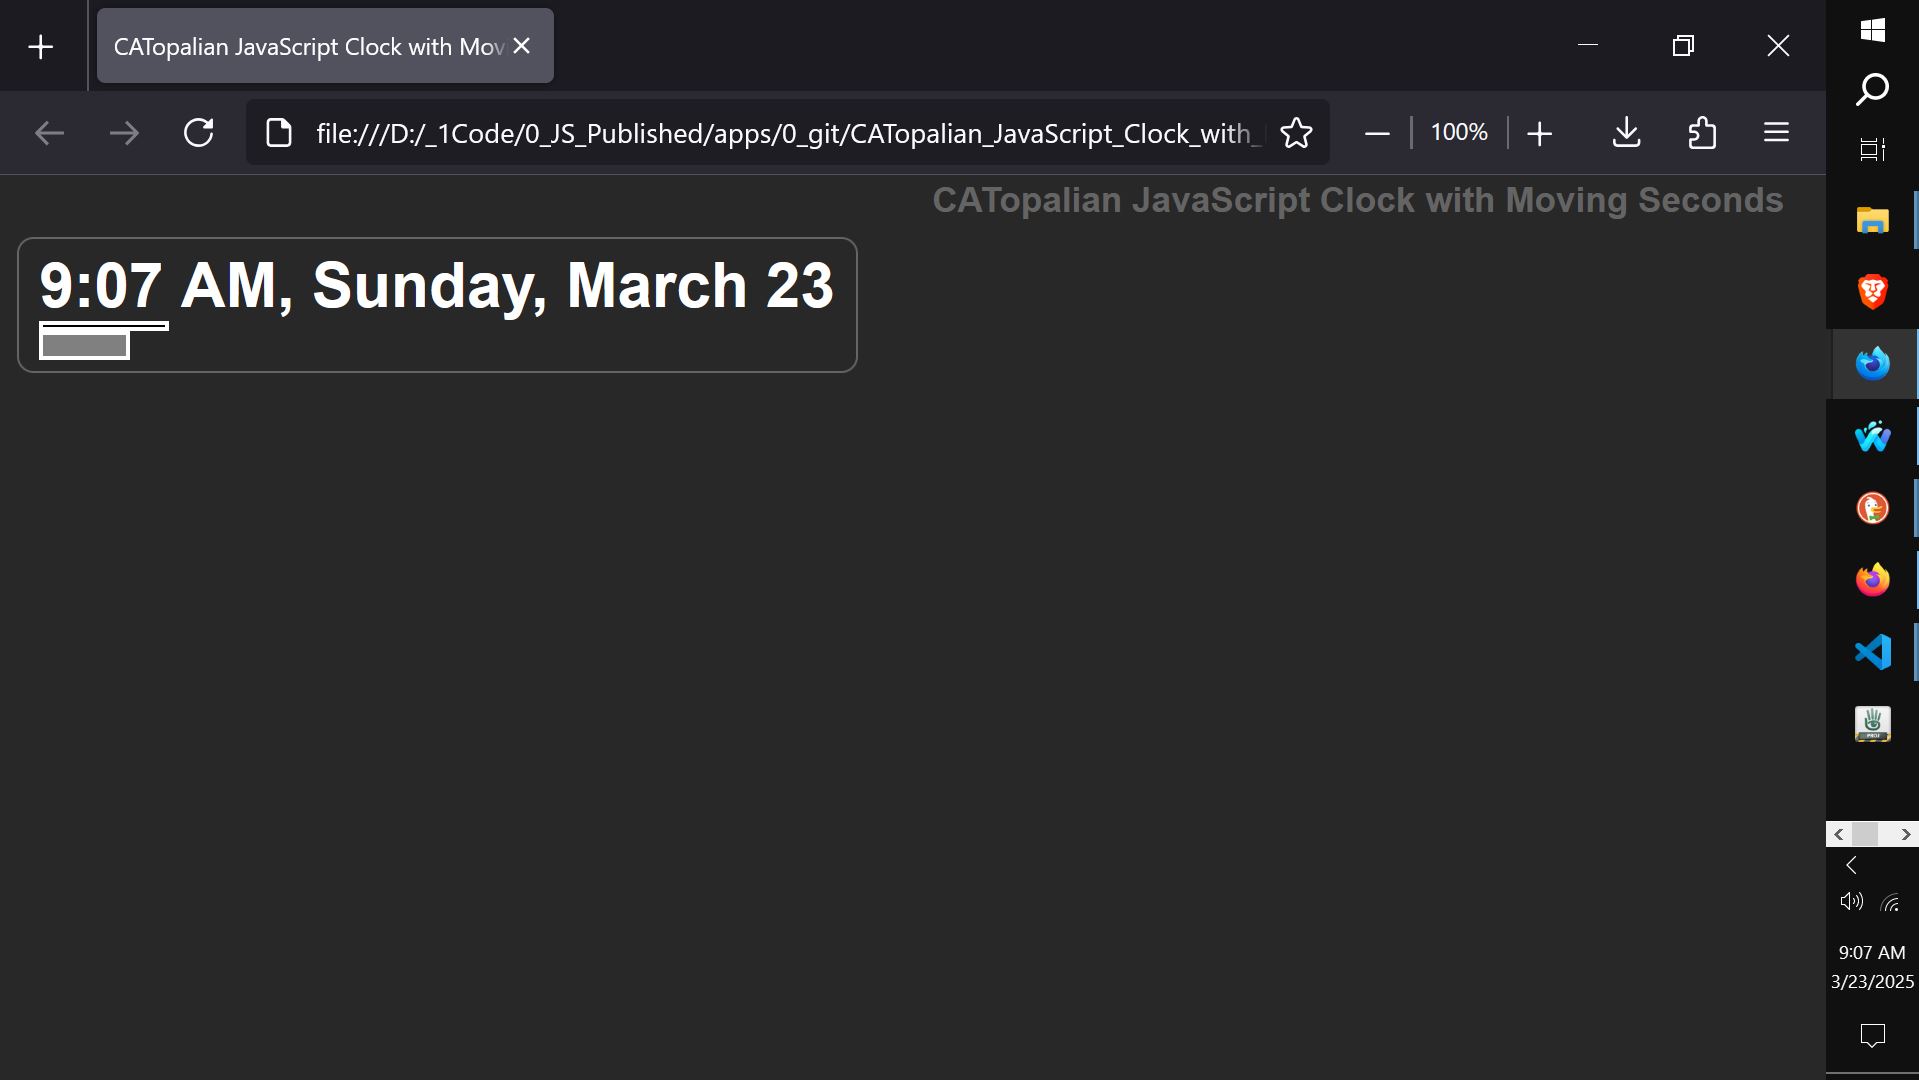 CATopalian JavaScript Clock with Mov
file:///D:/_1Code/0_JS_Published/apps/0_git/CATopalian_JavaScript_Clock_with_
100%
CATopalian JavaScript Clock with Moving Seconds
9:07 AM, Sunday, March 23
PROJ
9:07 AM
3/23/2025